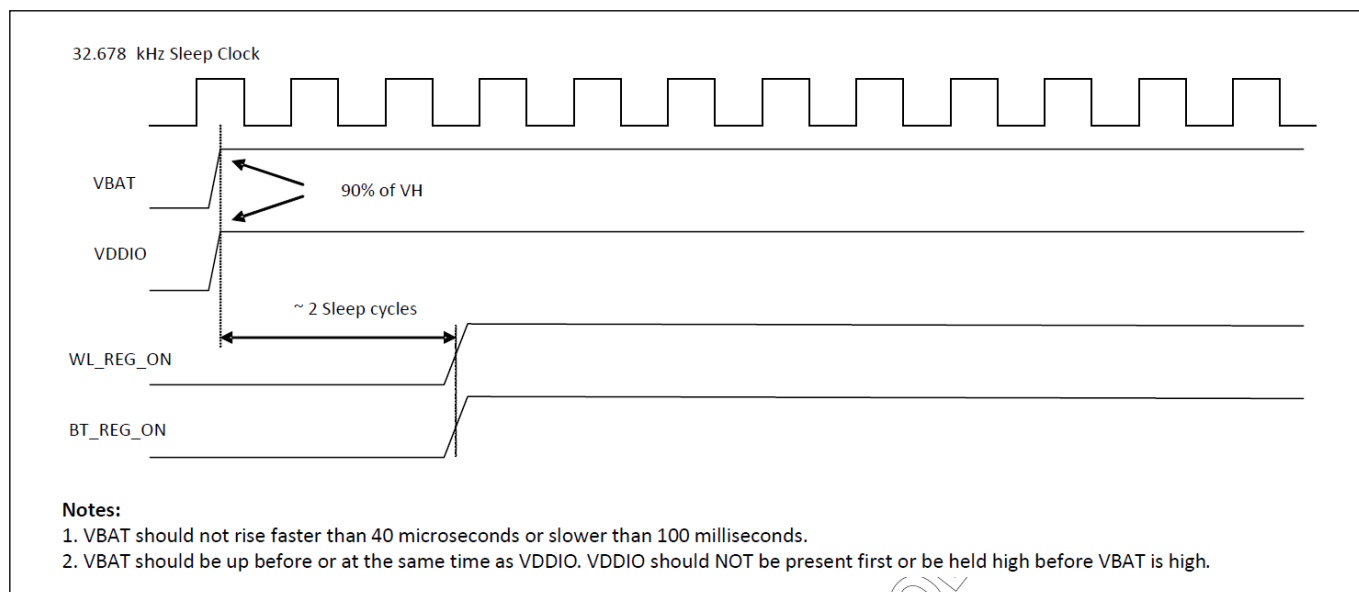 32.678 kHz Sleep Clock
VBAT
90% of VH
VDDIO
~ 2 Sleep cycles
WL_REG_ON
BT_REG_ON
Notes:
1. VBAT should not rise faster than 40 microseconds or slower than 100 milliseconds.
2. VBAT should be up before or at the same time as VDDIO. VDDIO should NOT be present first or be held high before VBAT is high.